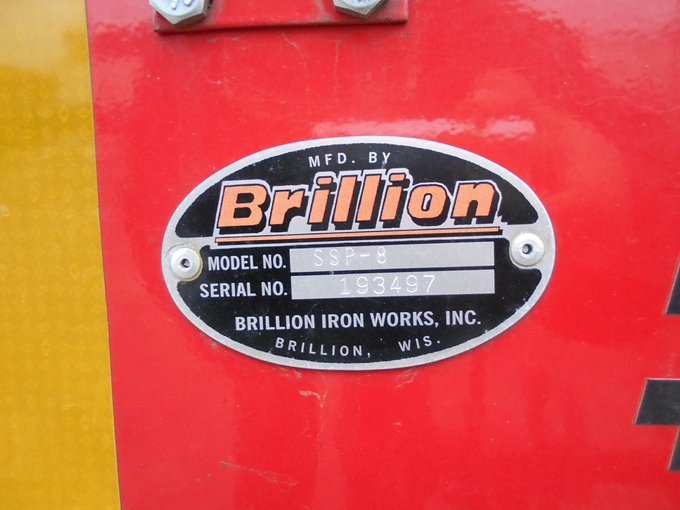 MFD. BY
Brillion
MODEL NO. SSP-8
SERIAL NO. 193497
BRILLION IRON WORKS, INC.
BRILLION, WIS.